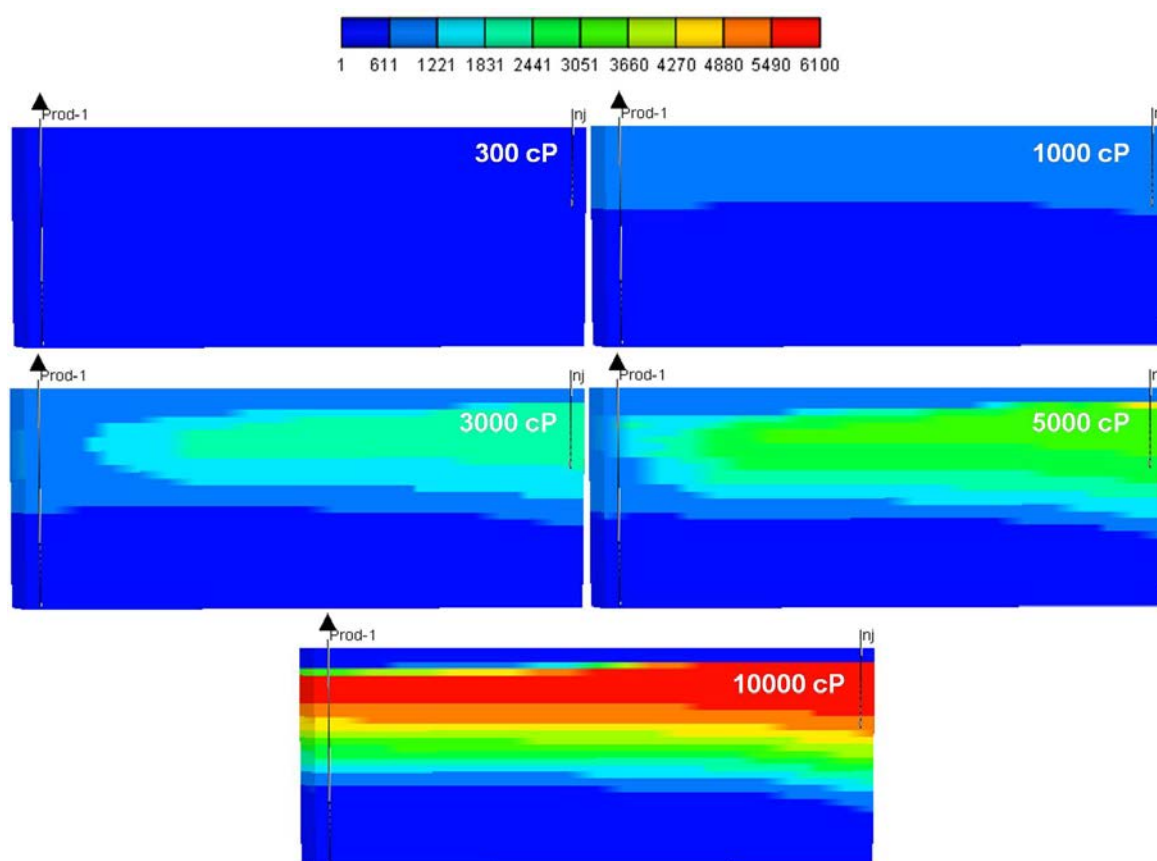 1 611 1221 1831 2441 3051 3660 4270 4880 5490 6100
Prod-1 Inj Prod-1
300 cP 1000 cP
Prod-1 Inj Prod-1
3000 cP 5000 cP
Prod-1 Inj
10000 cP